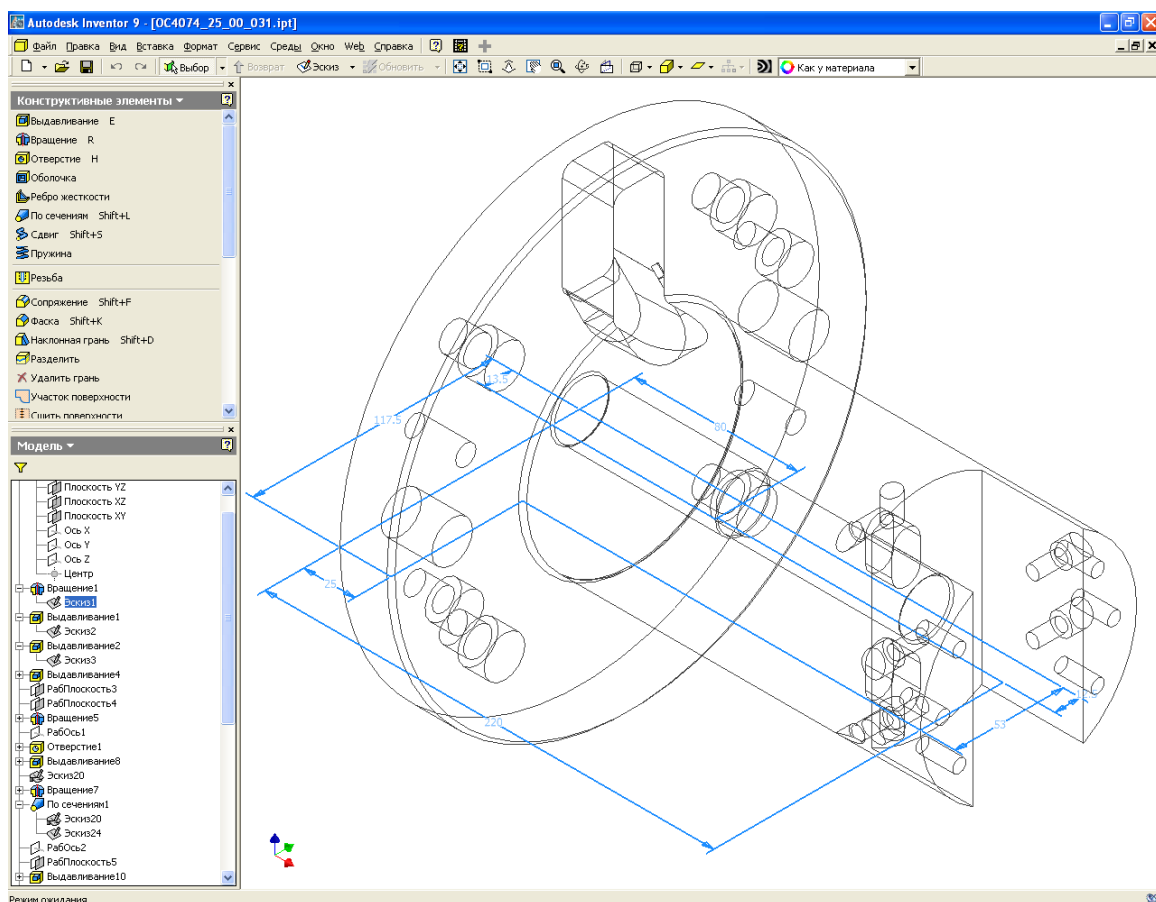 Autodesk Inventor 9 - [OC4074_25_00_031.ipt]
Файл Правка Вид Вставка Формат Сервис Среды Окно Web Справка
Выбор Возврат Эскиз Обновить Как у материала
Конструктивные элементы
Выдавливание E
Вращение R
Отверстие H
Оболочка
Ребро жесткости
По сечениям Shift+L
Сдвиг Shift+S
Пружина
Резьба
Сопряжение Shift+F
Фаска Shift+K
Наклонная грань Shift+D
Разделить
Удалить грань
Участок поверхности
Сшить поверхности
Модель
Плоскость YZ
Плоскость XZ
Плоскость XY
Ось X
Ось Y
Ось Z
Центр
Вращение1
Эскиз1
Выдавливание1
Эскиз2
Выдавливание2
Эскиз3
Выдавливание4
РабПлоскость3
РабПлоскость4
Вращение5
РабОсь1
Отверстие1
Выдавливание8
Эскиз20
Вращение7
По сечениям1
Эскиз20
Эскиз24
РабОсь2
РабПлоскость5
Выдавливание10
13.5
117.5
80
25
220
53
Режим ожидания